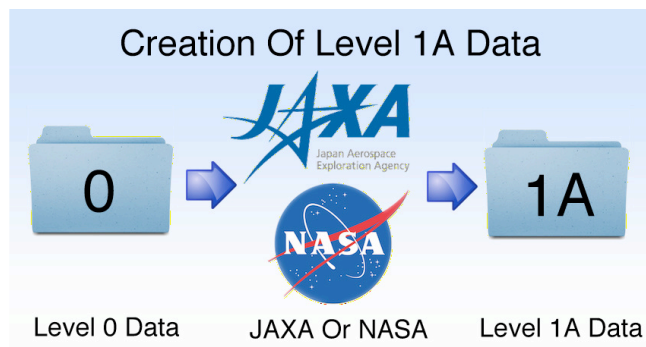 Creation Of Level 1A Data
JAXA
Japan Aerospace
Exploration Agency
0
1A
NASA
Level 0 Data
JAXA Or NASA
Level 1A Data